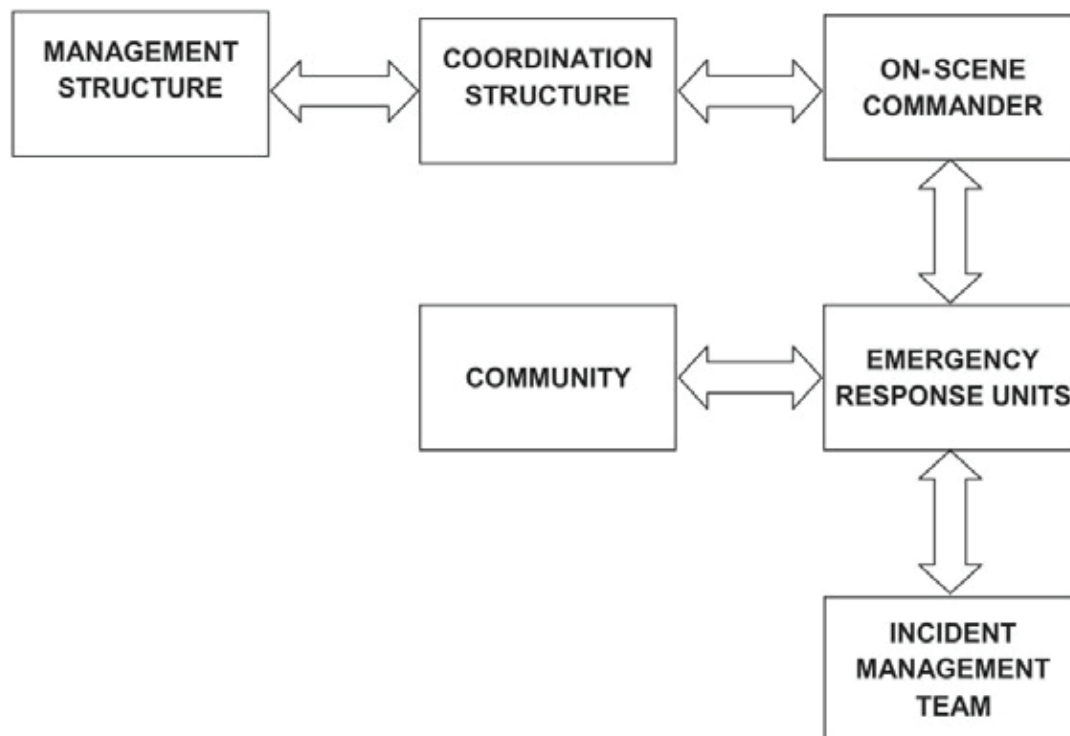 MANAGEMENT
STRUCTURE
COORDINATION
STRUCTURE
ON-SCENE
COMMANDER
COMMUNITY
EMERGENCY
RESPONSE UNITS
INCIDENT
MANAGEMENT
TEAM